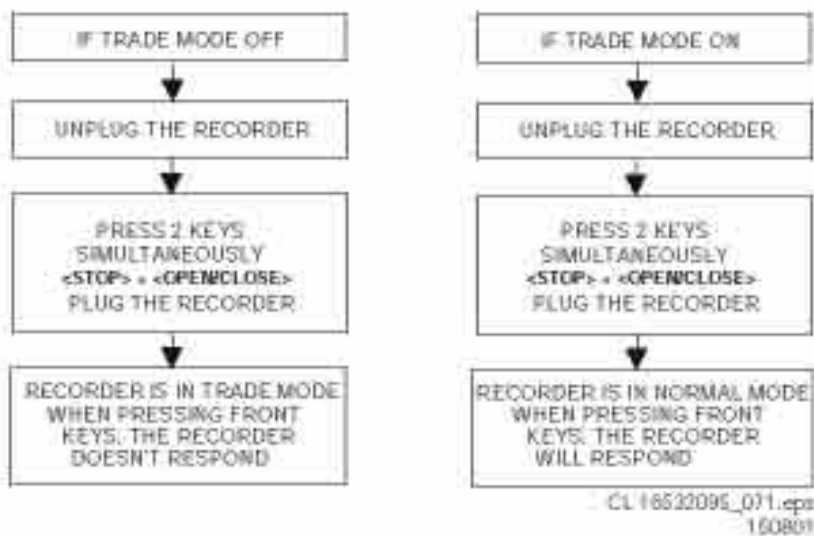 IF TRADE MODE OFF
UNPLUG THE RECORDER
PRESS 2 KEYS
SIMULTANEOUSLY
<STOP> + <OPEN/CLOSE>
PLUG THE RECORDER
RECORDER IS IN TRADE MODE
WHEN PRESSING FRONT
KEYS, THE RECORDER
DOESN'T RESPOND
IF TRADE MODE ON
UNPLUG THE RECORDER
PRESS 2 KEYS
SIMULTANEOUSLY
<STOP> + <OPEN/CLOSE>
PLUG THE RECORDER
RECORDER IS IN NORMAL MODE
WHEN PRESSING FRONT
KEYS, THE RECORDER
WILL RESPOND
CL 16532095_071.eps
150801